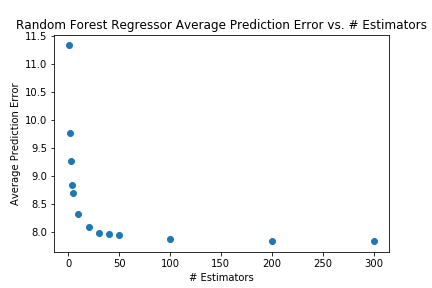 Random Forest Regressor Average Prediction Error vs. # Estimators
11.5
11.0
10.5
10.0
9.5
9.0
8.5
8.0
Average Prediction Error
0 50 100 150 200 250 300
# Estimators